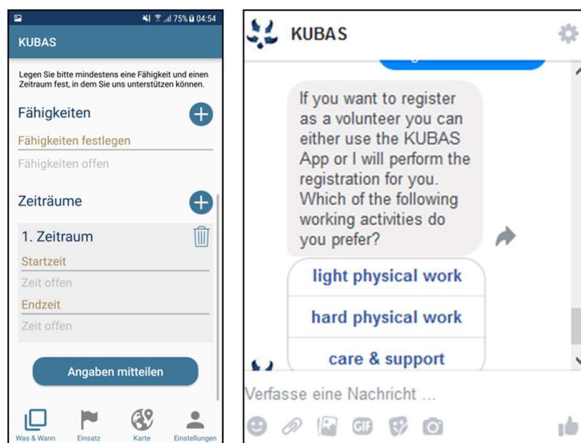 75% 04:54
KUBAS
Legen Sie bitte mindestens eine Fähigkeit und einen
Zeitraum fest, in dem Sie uns unterstützen können.
Fähigkeiten
Fähigkeiten festlegen
Fähigkeiten offen
Zeiträume
1. Zeitraum
Startzeit
Zeit offen
Endzeit
Zeit offen
Angaben mitteilen
Was & Wann Einsatz Karte Einstellungen
KUBAS
If you want to register
as a volunteer you can
either use the KUBAS
App or I will perform the
registration for you.
Which of the following
working activities do
you prefer?
light physical work
hard physical work
care & support
Verfasse eine Nachricht ...
GIF